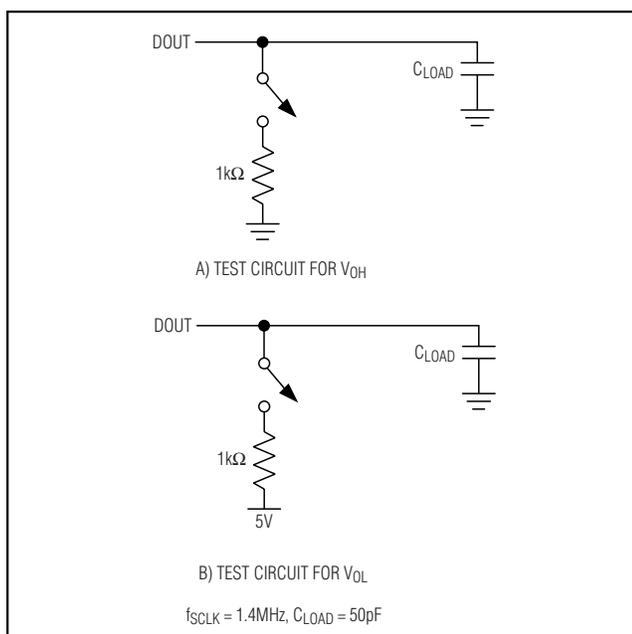 DOUT
CLOAD
1kΩ
A) TEST CIRCUIT FOR VOH
DOUT
CLOAD
1kΩ
5V
B) TEST CIRCUIT FOR VOL
fSCLK = 1.4MHz, CLOAD = 50pF